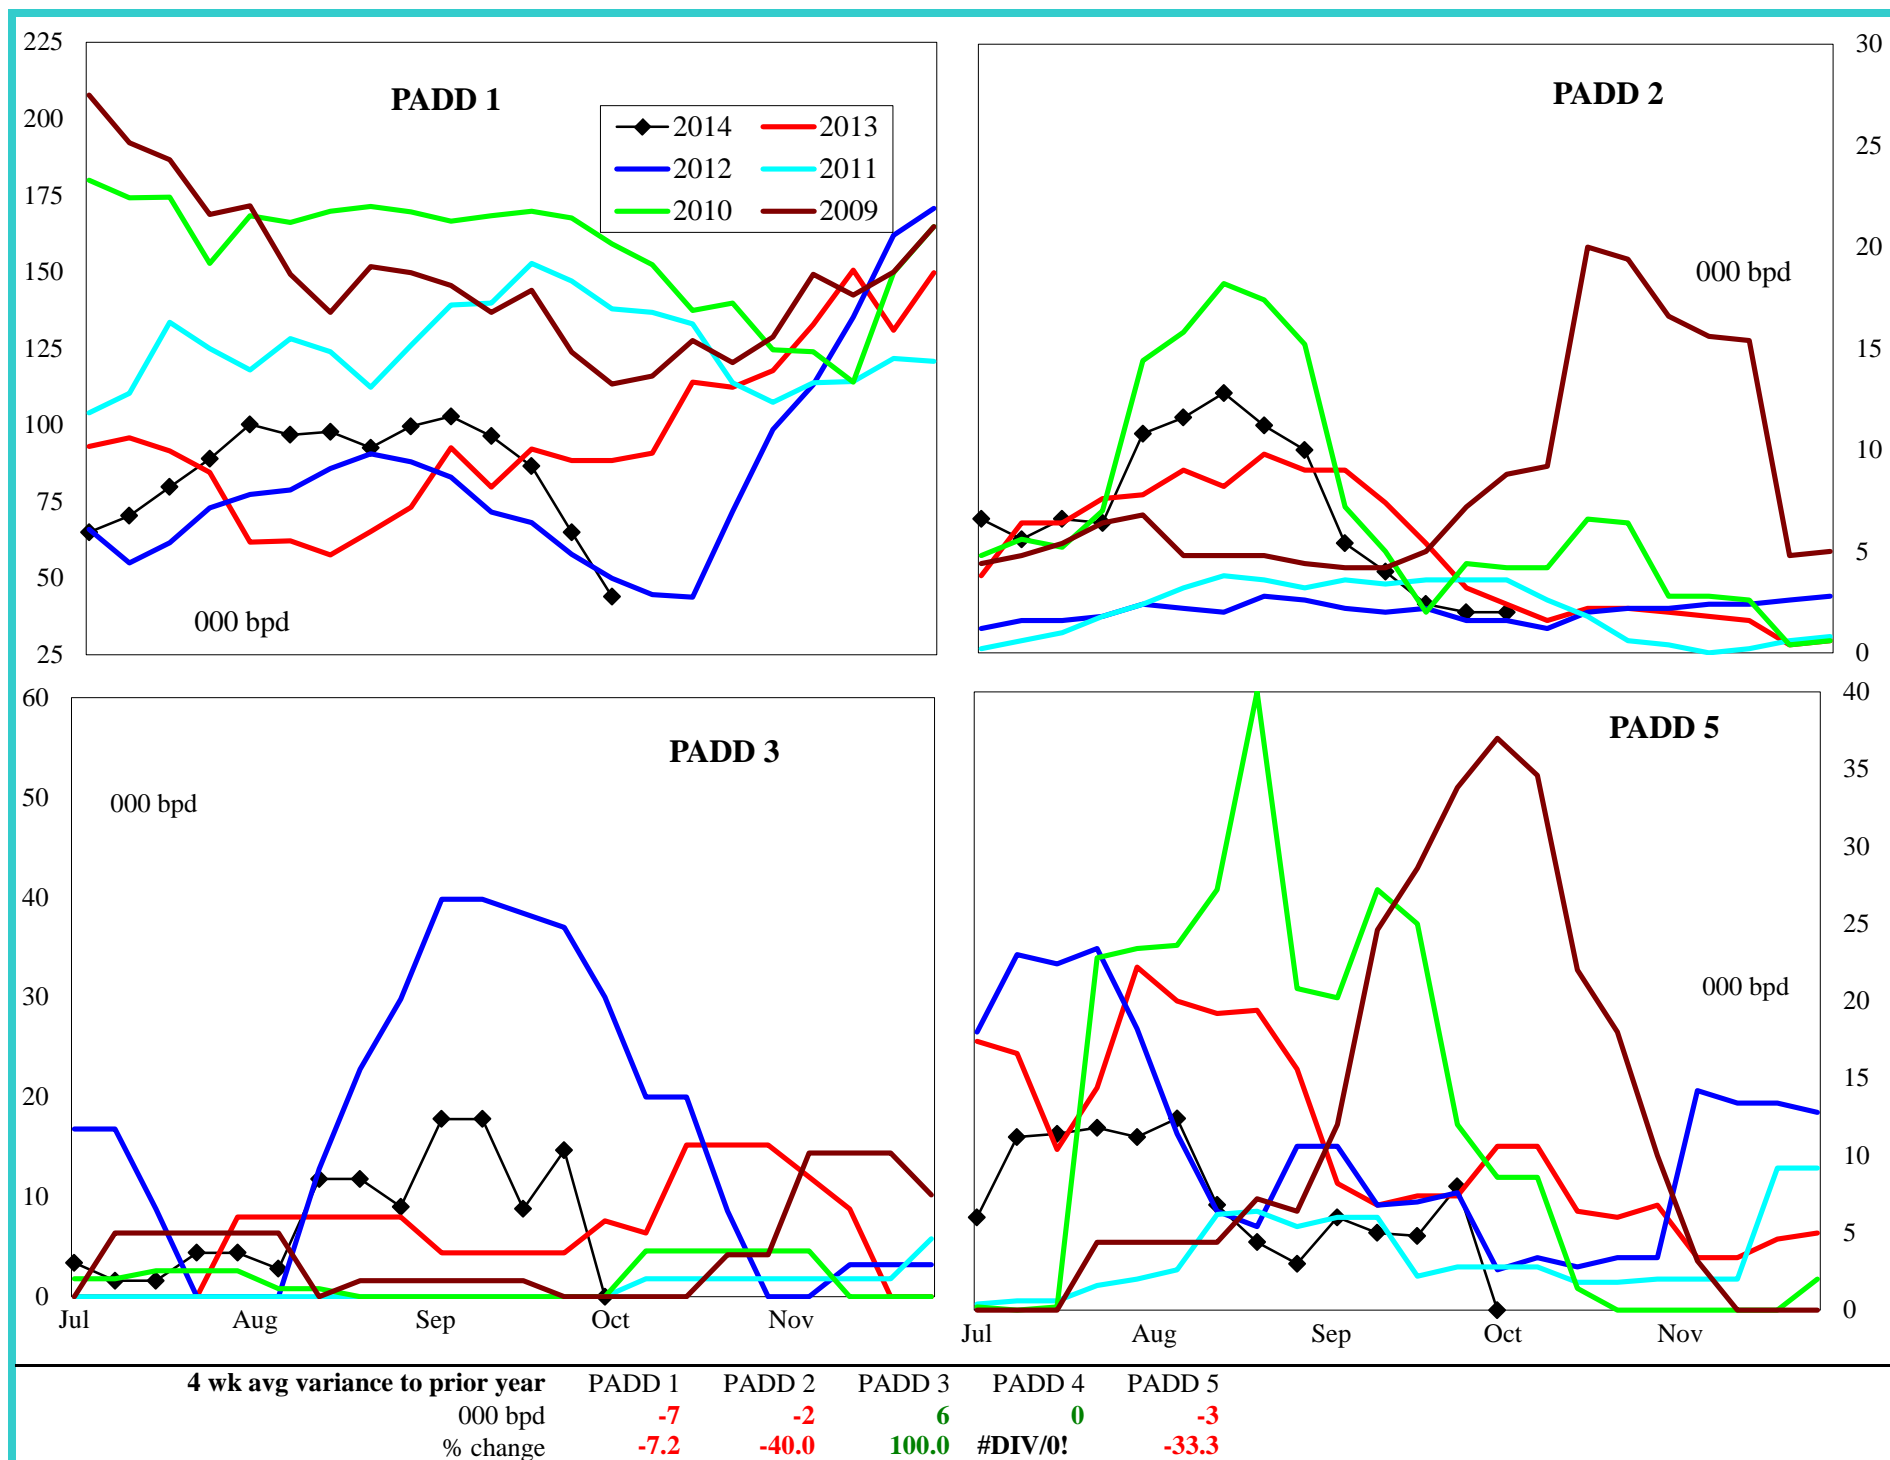 225
200
175
150
125
100
75
50
25
PADD 1
2014 2013
2012 2011
2010 2009
000 bpd
30
25
20
15
10
5
0
PADD 2
000 bpd
60
50
40
30
20
10
0
PADD 3
000 bpd
Jul Aug Sep Oct Nov
40
35
30
25
20
15
10
5
0
PADD 5
000 bpd
Jul Aug Sep Oct Nov
4 wk avg variance to prior year PADD 1 PADD 2 PADD 3 PADD 4 PADD 5
000 bpd -7 -2 6 0 -3
% change -7.2 -40.0 100.0 #DIV/0! -33.3